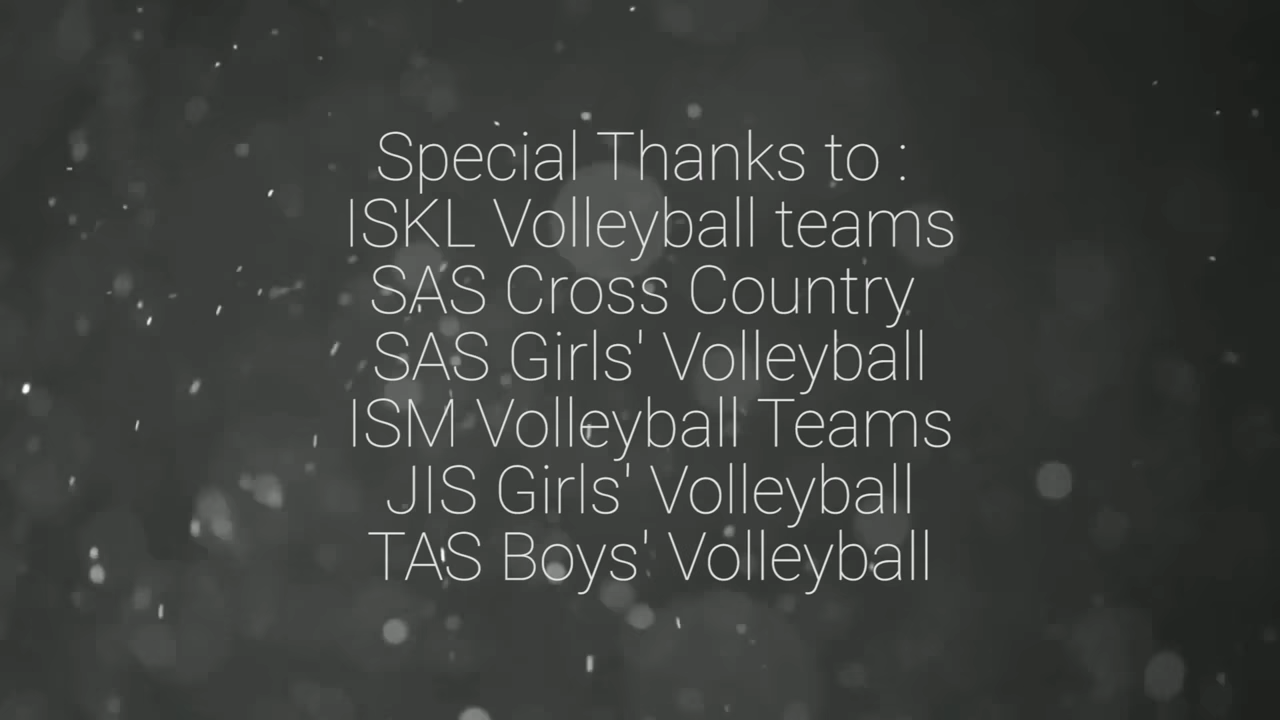 Special Thanks to :
ISKL Volleyball teams
SAS Cross Country
SAS Girls' Volleyball
ISM Volleyball Teams
JIS Girls' Volleyball
TAS Boys' Volleyball